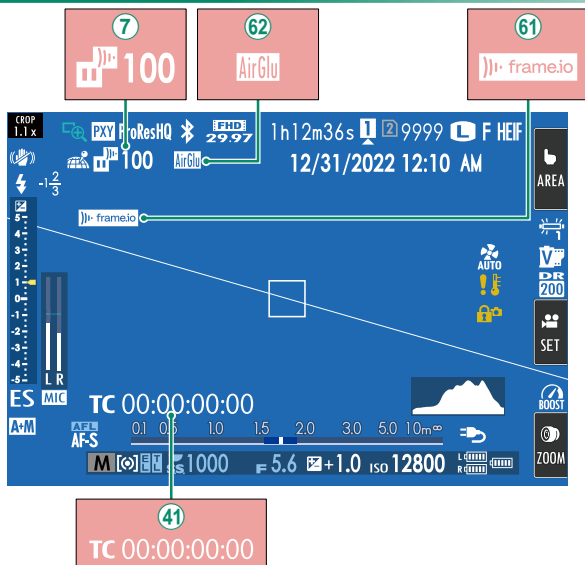 7 62 61
100 AirGlu frame.io
CROP 1.1 x PXY ProResHQ FHD 29.97 1h12m36s 1 2 9999 L F HEIF
100 AirGlu 12/31/2022 12:10 AM
AREA
-1 2/3
frame.io
5
4
3
2
1
0
-1
-2
-3
-4
-5
AUTO
1
V
DR 200
SET
L R
ES MIC
TC 00:00:00:00
BOOST
A+M
AFL 0.1 0.5 1.0 1.5 2.0 3.0 5.0 10m∞
AF-S
M E L SS 1000 F 5.6 +1.0 ISO 12800 L R
ZOOM
41
TC 00:00:00:00